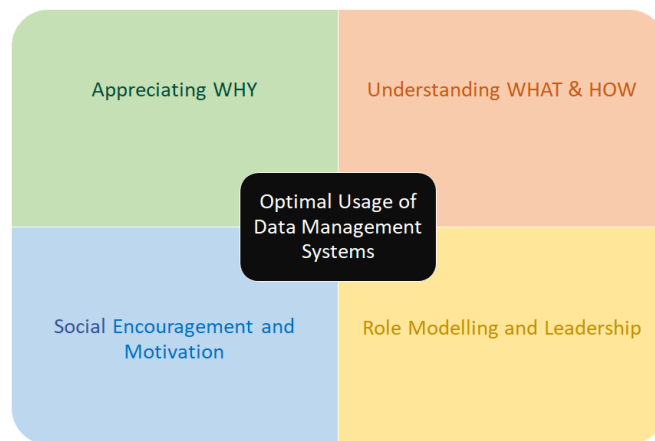 Appreciating WHY
Understanding WHAT & HOW
Optimal Usage of
Data Management
Systems
Social Encouragement and
Motivation
Role Modelling and Leadership